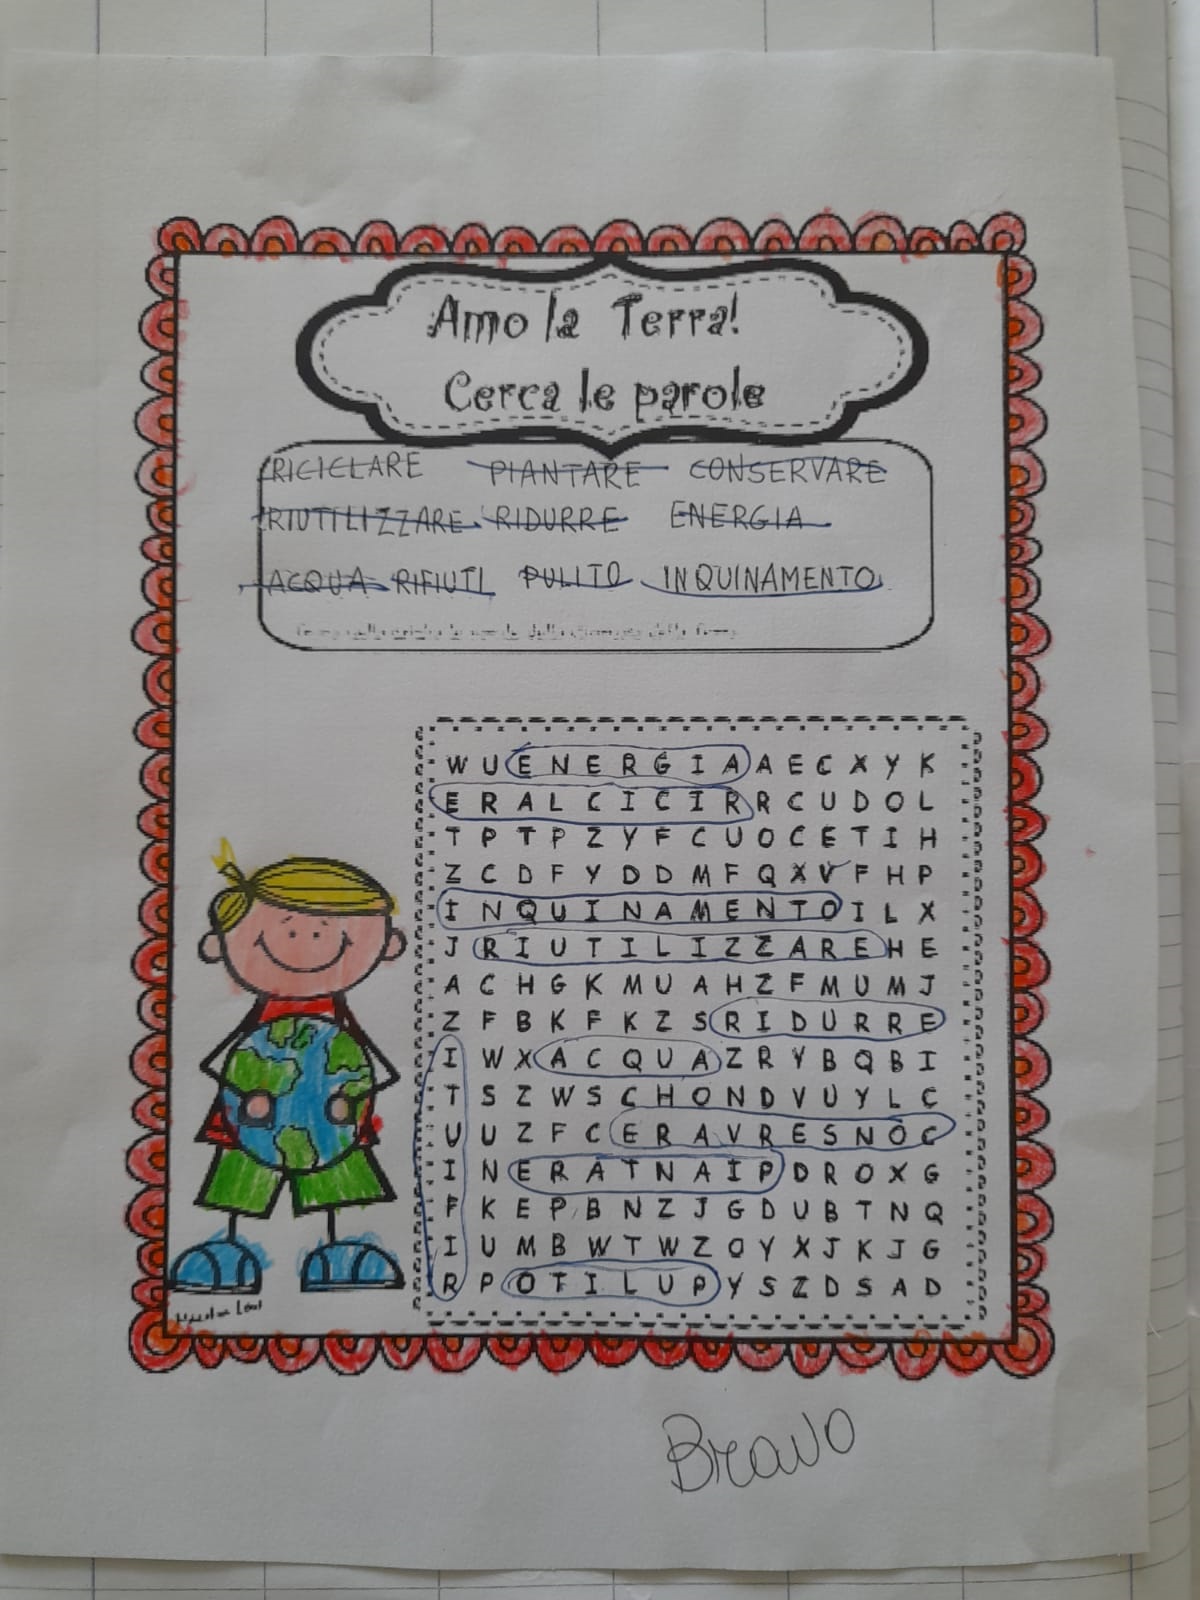 Amo la Terra!
Cerca le parole
RICICLARE PIANTARE CONSERVARE
RIUTILIZZARE RIDURRE ENERGIA
ACQUA RIFIUTI PULITO INQUINAMENTO
W U E N E R G I A A E C X Y K
E R A L C I C I R R C U D O L
T P T P Z Y F C U O C E T I H
Z C D F Y D D M F Q X V F H P
I N Q U I N A M E N T O I L X
J R I U T I L I Z Z A R E H E
A C H G K M U A H Z F M U M J
Z F B K F K Z S R I D U R R E
I W X A C Q U A Z R Y B Q B I
T S Z W S C H O N D V U Y L C
U U Z F C E R A V R E S N O C
I N E R A T N A I P D R O X G
F K E P B N Z J G D U B T N Q
I U M B W T W Z O Y X J K J G
R P O T I L U P Y S Z D S A D
Bravo